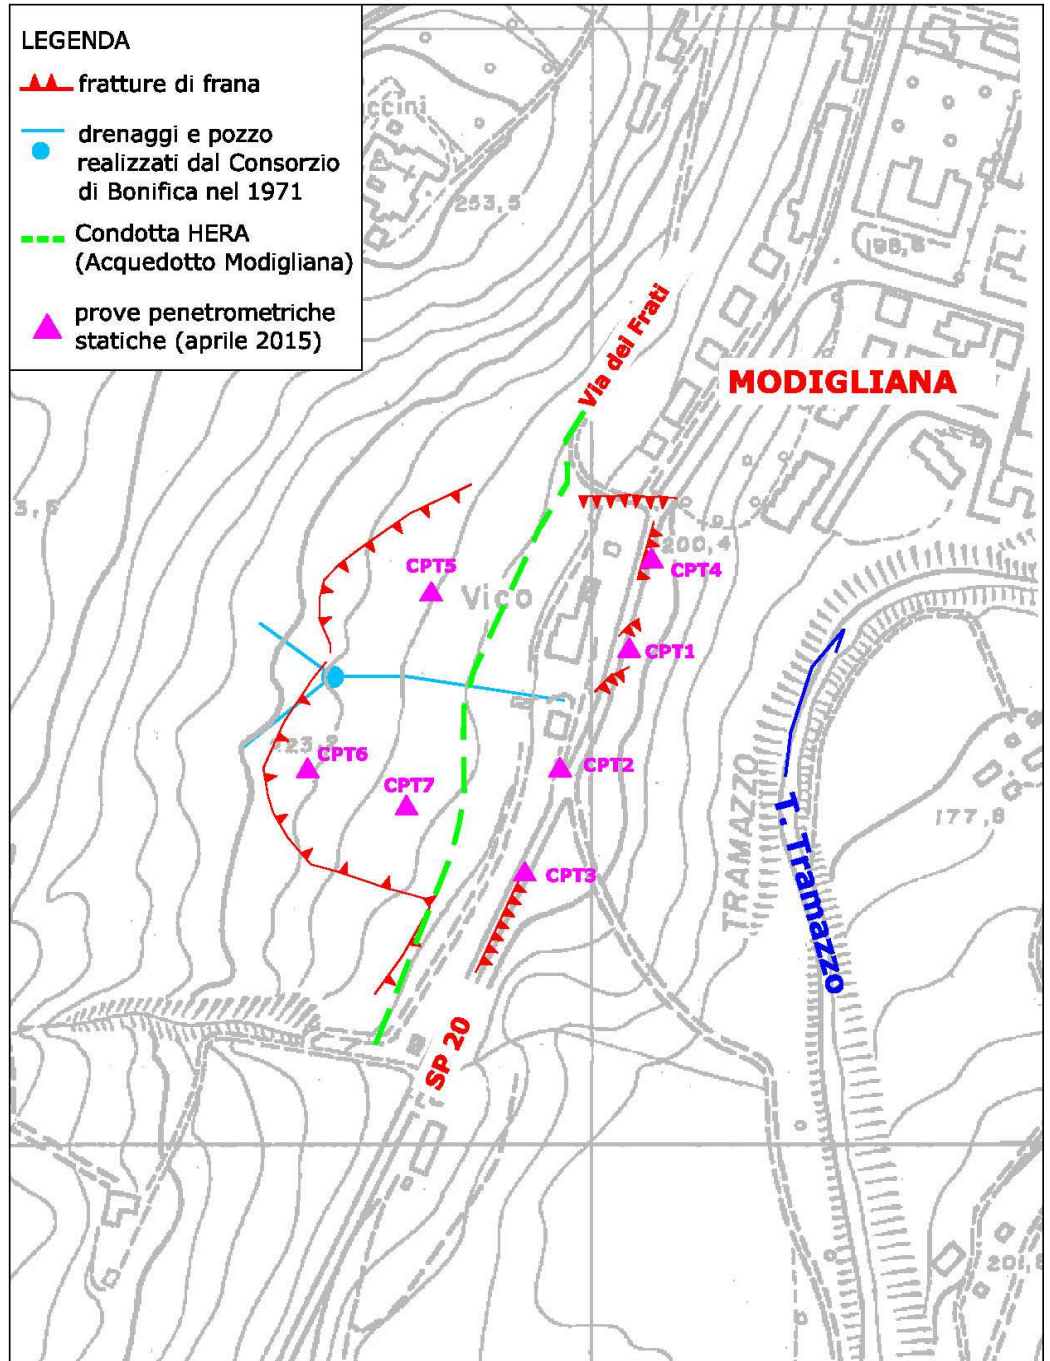 LEGENDA
fratture di frana
drenaggi e pozzo
realizzati dal Consorzio
di Bonifica nel 1971
Condotta HERA
(Acquedotto Modigliana)
prove penetrometriche
statiche (aprile 2015)
253,5
198,6
Via dei Frati
MODIGLIANA
3,6
CPT5
Vico
200,4
CPT4
CPT1
CPT6
CPT7
CPT2
CPT3
TRAMAZZO
T. Tramazzo
177,8
SP 20